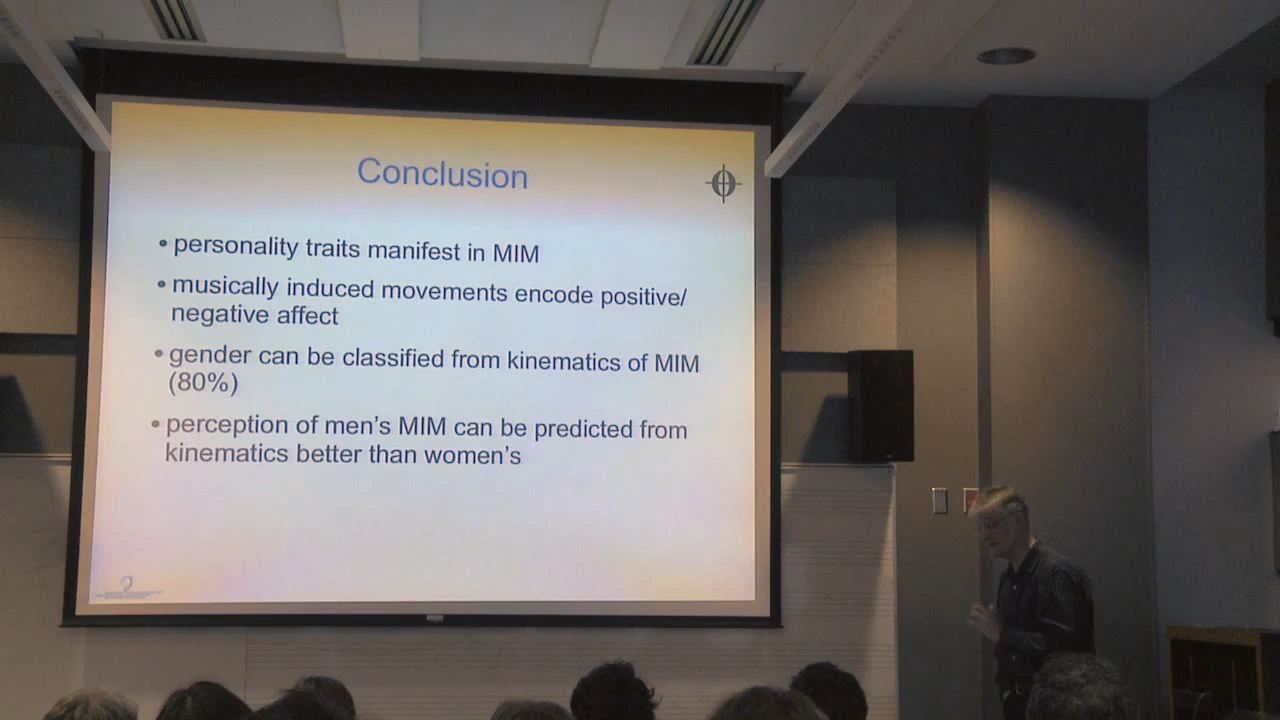 Conclusion
• personality traits manifest in MIM
• musically induced movements encode positive/
negative affect
• gender can be classified from kinematics of MIM
(80%)
• perception of men's MIM can be predicted from
kinematics better than women's